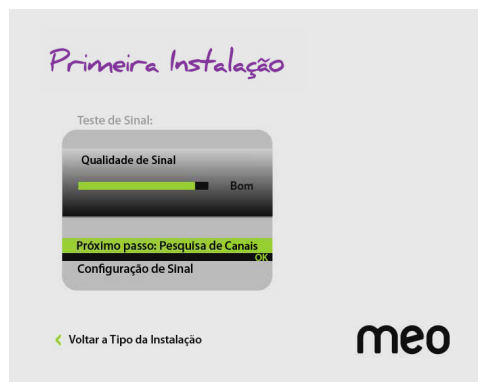 Primeira Instalação
Teste de Sinal:
Qualidade de Sinal
Bom
Próximo passo: Pesquisa de Canais
OK
Configuração de Sinal
Voltar a Tipo da Instalação
meo